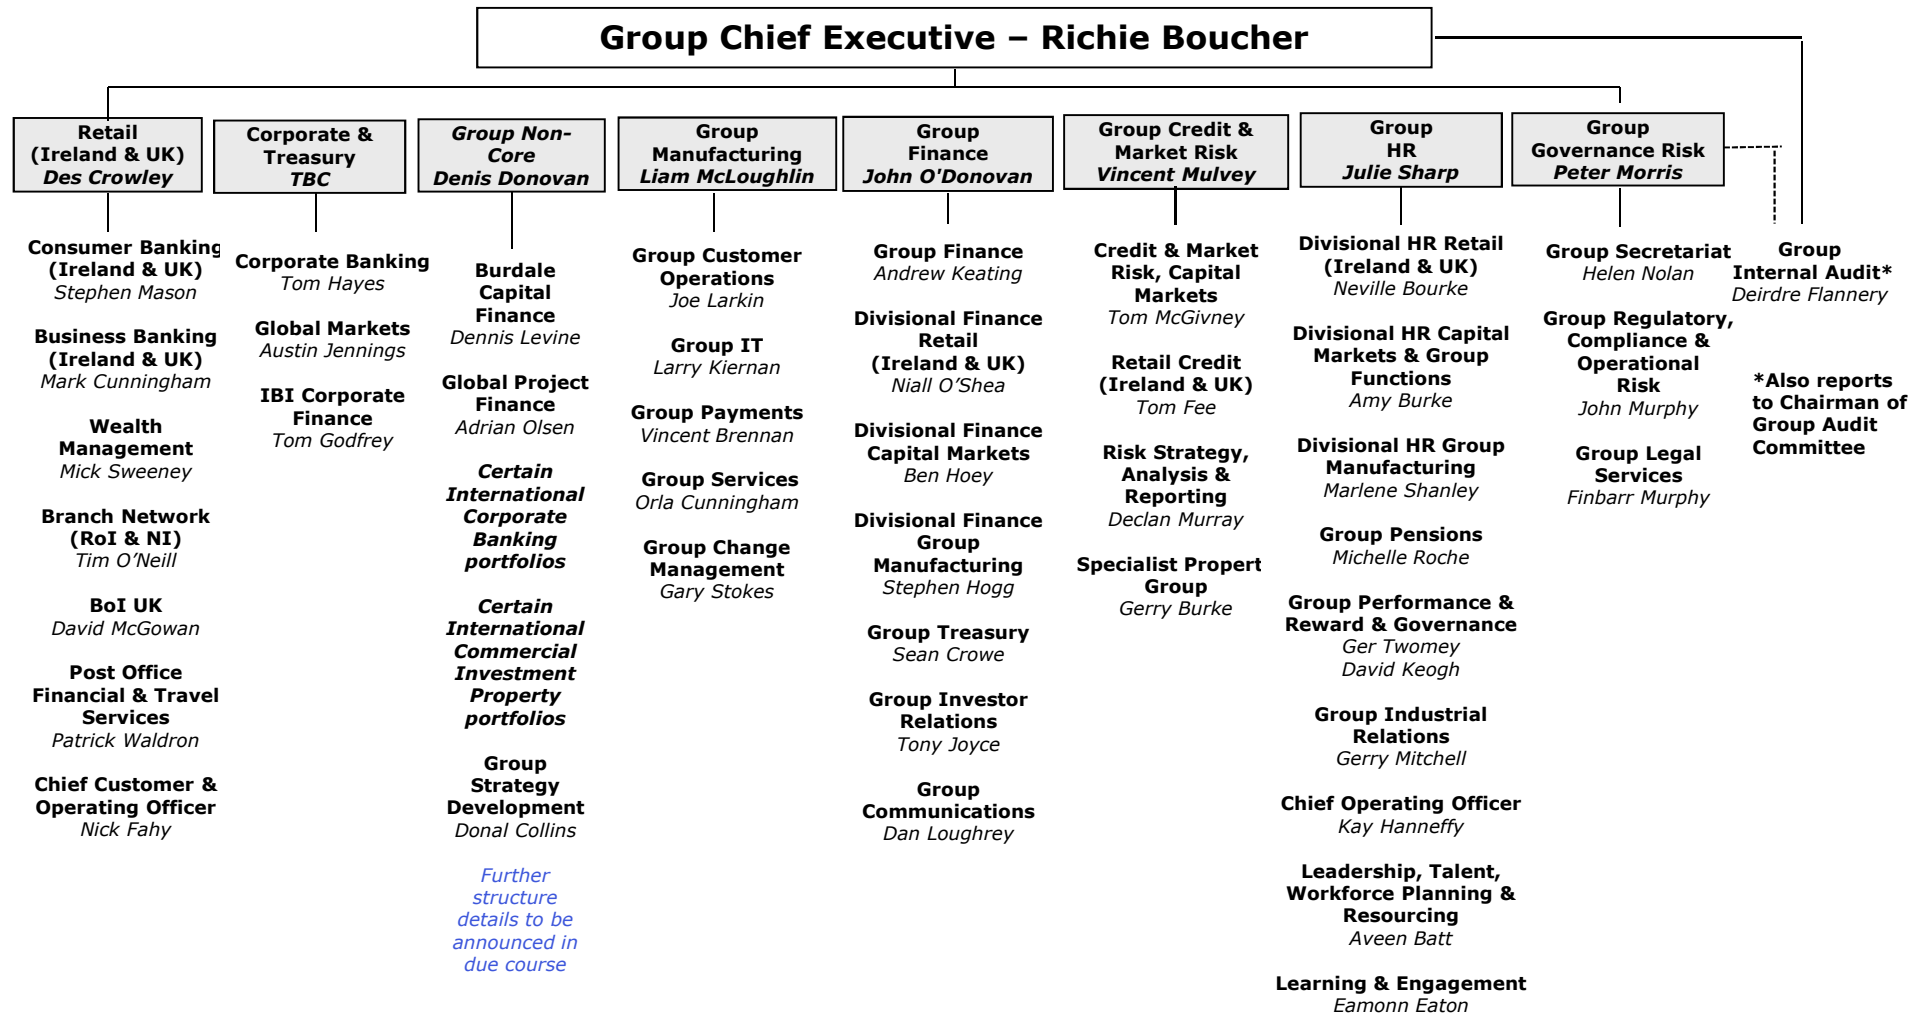 Group Chief Executive – Richie Boucher
Retail
(Ireland & UK)
Des Crowley
Consumer Banking
(Ireland & UK)
Stephen Mason
Business Banking
(Ireland & UK)
Mark Cunningham
Wealth
Management
Mick Sweeney
Branch Network
(RoI & NI)
Tim O’Neill
BoI UK
David McGowan
Post Office
Financial & Travel
Services
Patrick Waldron
Chief Customer &
Operating Officer
Nick Fahy
Corporate &
Treasury
TBC
Corporate Banking
Tom Hayes
Global Markets
Austin Jennings
IBI Corporate
Finance
Tom Godfrey
Group Non-
Core
Denis Donovan
Burdale
Capital
Finance
Dennis Levine
Global Project
Finance
Adrian Olsen
Certain
International
Corporate
Banking
portfolios
Certain
International
Commercial
Investment
Property
portfolios
Group
Strategy
Development
Donal Collins
Further
structure
details to be
announced in
due course
Group
Manufacturing
Liam McLoughlin
Group Customer
Operations
Joe Larkin
Group IT
Larry Kiernan
Group Payments
Vincent Brennan
Group Services
Orla Cunningham
Group Change
Management
Gary Stokes
Group
Finance
John O'Donovan
Group Finance
Andrew Keating
Divisional Finance
Retail
(Ireland & UK)
Niall O’Shea
Divisional Finance
Capital Markets
Ben Hoey
Divisional Finance
Group
Manufacturing
Stephen Hogg
Group Treasury
Sean Crowe
Group Investor
Relations
Tony Joyce
Group
Communications
Dan Loughrey
Group Credit &
Market Risk
Vincent Mulvey
Credit & Market
Risk, Capital
Markets
Tom McGivney
Retail Credit
(Ireland & UK)
Tom Fee
Risk Strategy,
Analysis &
Reporting
Declan Murray
Specialist Propert
Group
Gerry Burke
Group
HR
Julie Sharp
Divisional HR Retail
(Ireland & UK)
Neville Bourke
Divisional HR Capital
Markets & Group
Functions
Amy Burke
Divisional HR Group
Manufacturing
Marlene Shanley
Group Pensions
Michelle Roche
Group Performance &
Reward & Governance
Ger Twomey
David Keogh
Group Industrial
Relations
Gerry Mitchell
Chief Operating Officer
Kay Hanneffy
Leadership, Talent,
Workforce Planning &
Resourcing
Aveen Batt
Learning & Engagement
Eamonn Eaton
Group
Governance Risk
Peter Morris
Group Secretariat
Helen Nolan
Group Regulatory,
Compliance &
Operational
Risk
John Murphy
Group Legal
Services
Finbarr Murphy
Group
Internal Audit*
Deirdre Flannery
*Also reports
to Chairman of
Group Audit
Committee